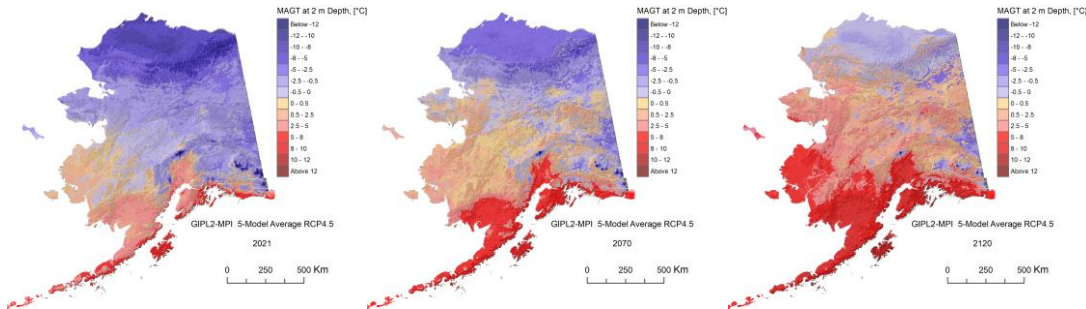 MAGT at 2 m Depth, [°C]
Below -12
-12 - -10
-10 - -8
-8 - -5
-5 - -2.5
-2.5 - -0.5
-0.5 - 0
0 - 0.5
0.5 - 2.5
2.5 - 5
5 - 8
8 - 10
10 - 12
Above 12
GIPL2-MPI 5-Model Average RCP4.5
2021
0 250 500 Km
MAGT at 2 m Depth, [°C]
Below -12
-12 - -10
-10 - -8
-8 - -5
-5 - -2.5
-2.5 - -0.5
-0.5 - 0
0 - 0.5
0.5 - 2.5
2.5 - 5
5 - 8
8 - 10
10 - 12
Above 12
GIPL2-MPI 5-Model Average RCP4.5
2070
0 250 500 Km
MAGT at 2 m Depth, [°C]
Below -12
-12 - -10
-10 - -8
-8 - -5
-5 - -2.5
-2.5 - -0.5
-0.5 - 0
0 - 0.5
0.5 - 2.5
2.5 - 5
5 - 8
8 - 10
10 - 12
Above 12
GIPL2-MPI 5-Model Average RCP4.5
2120
0 250 500 Km